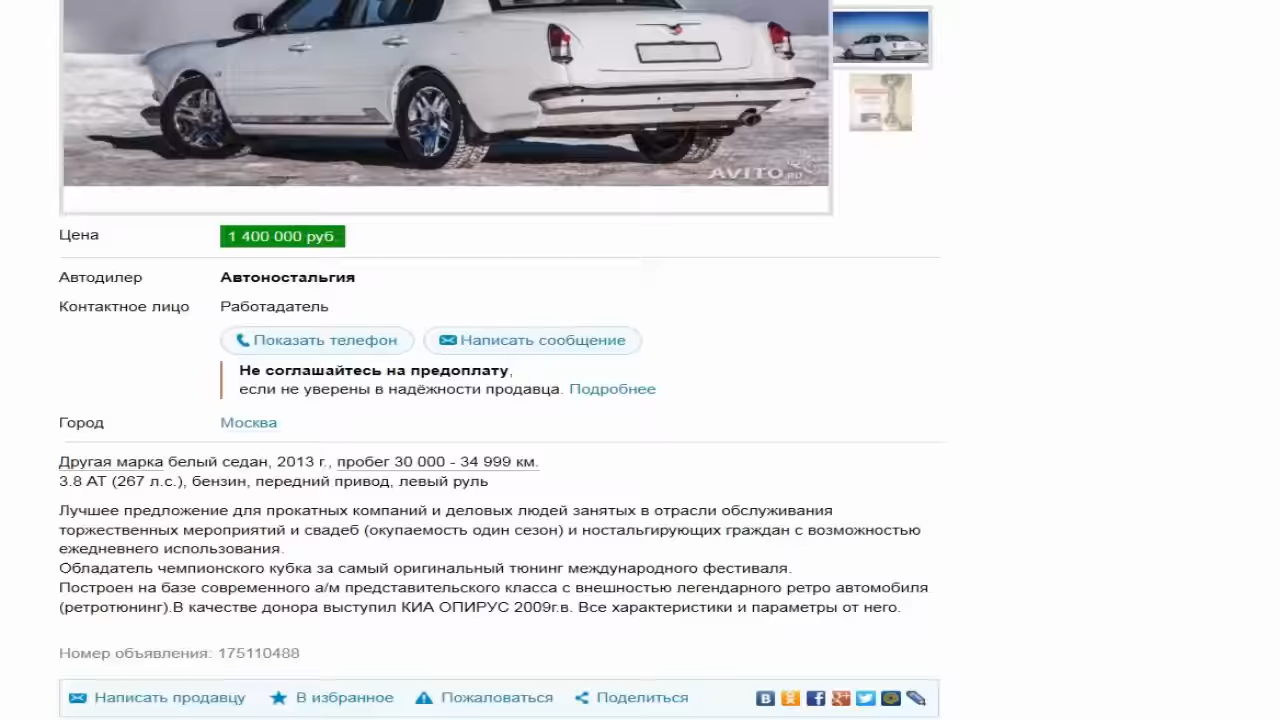 AVITO.RU
Цена 1 400 000 руб.
Автодилер Автоностальгия
Контактное лицо Работадатель
Показать телефон Написать сообщение
Не соглашайтесь на предоплату,
если не уверены в надёжности продавца. Подробнее
Город Москва
Другая марка белый седан, 2013 г., пробег 30 000 - 34 999 км.
3.8 AT (267 л.с.), бензин, передний привод, левый руль
Лучшее предложение для прокатных компаний и деловых людей занятых в отрасли обслуживания
торжественных мероприятий и свадеб (окупаемость один сезон) и ностальгирующих граждан с возможностью
ежедневного использования.
Обладатель чемпионского кубка за самый оригинальный тюнинг международного фестиваля.
Построен на базе современного а/м представительского класса с внешностью легендарного ретро автомобиля
(ретротюнинг).В качестве донора выступил КИА ОПИРУС 2009г.в. Все характеристики и параметры от него.
Номер объявления: 175110488
Написать продавцу В избранное Пожаловаться Поделиться